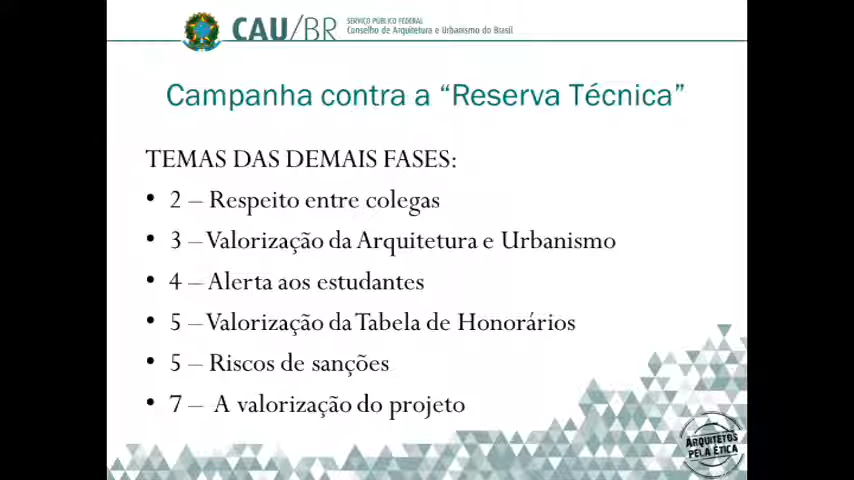 CAU/BR
SERVIÇO PÚBLICO FEDERAL
Conselho de Arquitetura e Urbanismo do Brasil
Campanha contra a “Reserva Técnica”
TEMAS DAS DEMAIS FASES:
• 2 – Respeito entre colegas
• 3 – Valorização da Arquitetura e Urbanismo
• 4 – Alerta aos estudantes
• 5 – Valorização da Tabela de Honorários
• 5 – Riscos de sanções
• 7 – A valorização do projeto
ARQUITETOS
PELA ÉTICA